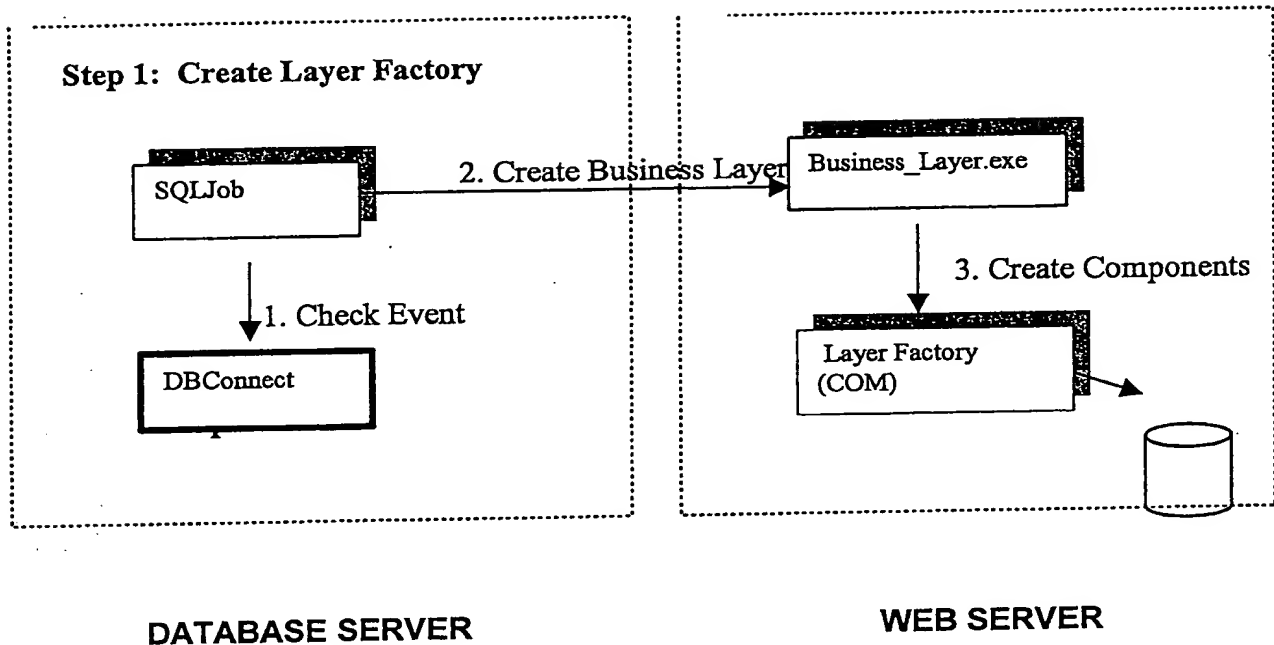 Step 1: Create Layer Factory
SQLJob
2. Create Business Layer
Business_Layer.exe
1. Check Event
3. Create Components
DBConnect
Layer Factory
(COM)
DATABASE SERVER
WEB SERVER